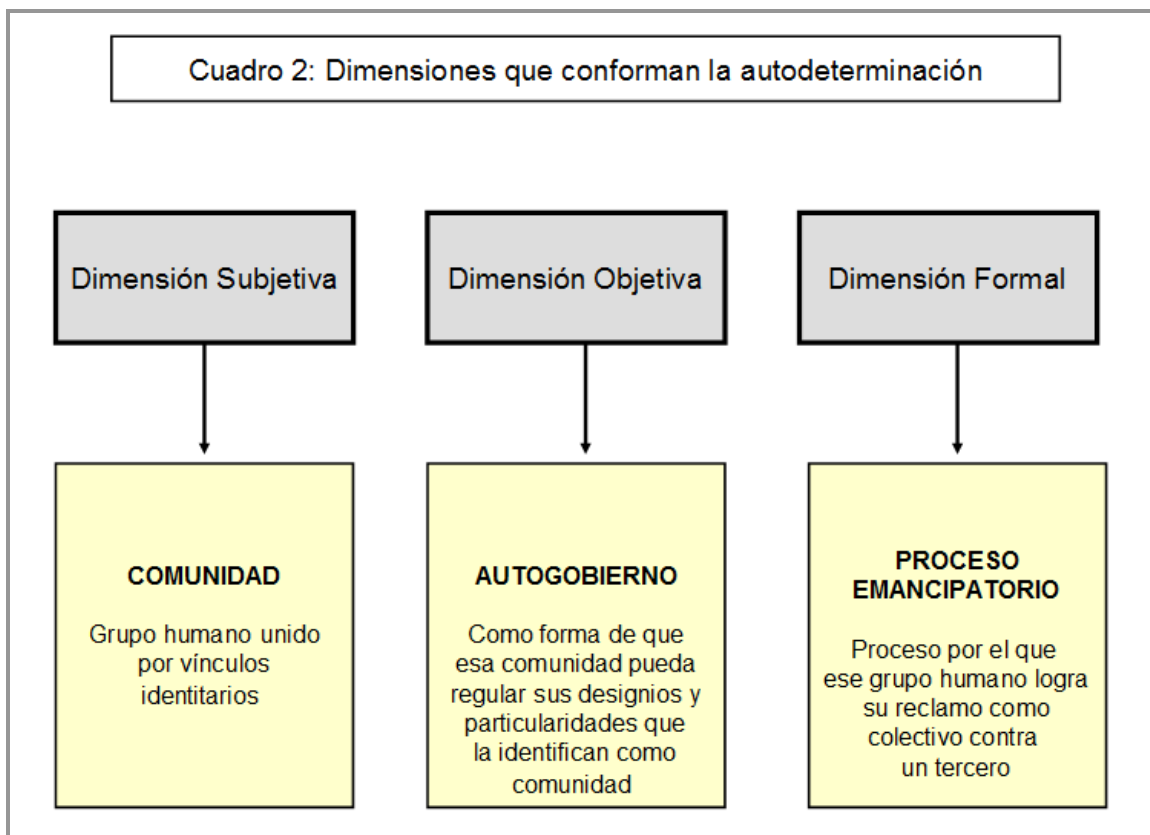 Cuadro 2: Dimensiones que conforman la autodeterminación
Dimensión Subjetiva
Dimensión Objetiva
Dimensión Formal
COMUNIDAD
Grupo humano unido
por vínculos
identitarios
AUTOGOBIERNO
Como forma de que
esa comunidad pueda
regular sus designios y
particularidades que
la identifican como
comunidad
PROCESO
EMANCIPATORIO
Proceso por el que
ese grupo humano logra
su reclamo como
colectivo contra
un tercero